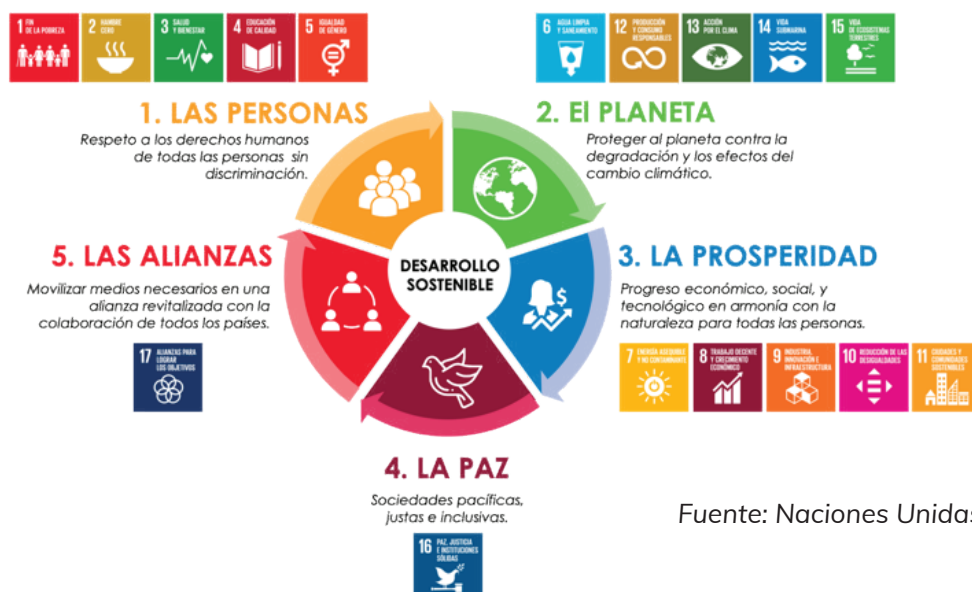 1 FIN
DE LA POBREZA
2 HAMBRE
CERO
3 SALUD
Y BIENESTAR
4 EDUCACIÓN
DE CALIDAD
5 IGUALDAD
DE GÉNERO
6 AGUA LIMPIA
Y SANEAMIENTO
12 PRODUCCIÓN
Y CONSUMO
RESPONSABLES
13 ACCIÓN
POR EL CLIMA
14 VIDA
SUBMARINA
15 VIDA
DE ECOSISTEMAS
TERRESTRES
1. LAS PERSONAS
Respeto a los derechos humanos
de todas las personas sin
discriminación.
2. El PLANETA
Proteger al planeta contra la
degradación y los efectos del
cambio climático.
5. LAS ALIANZAS
Movilizar medios necesarios en una
alianza revitalizada con la
colaboración de todos los países.
17 ALIANZAS PARA
LOGRAR
LOS OBJETIVOS
DESARROLLO
SOSTENIBLE
$
3. LA PROSPERIDAD
Progreso económico, social, y
tecnológico en armonía con la
naturaleza para todas las personas.
7 ENERGÍA ASEQUIBLE
Y NO CONTAMINANTE
8 TRABAJO DECENTE
Y CRECIMIENTO
ECONÓMICO
9 INDUSTRIA,
INNOVACIÓN E
INFRAESTRUCTURA
10 REDUCCIÓN DE LAS
DESIGUALDADES
11 CIUDADES Y
COMUNIDADES
SOSTENIBLES
4. LA PAZ
Sociedades pacíficas,
justas e inclusivas.
16 PAZ, JUSTICIA
E INSTITUCIONES
SÓLIDAS
Fuente: Naciones Unidas